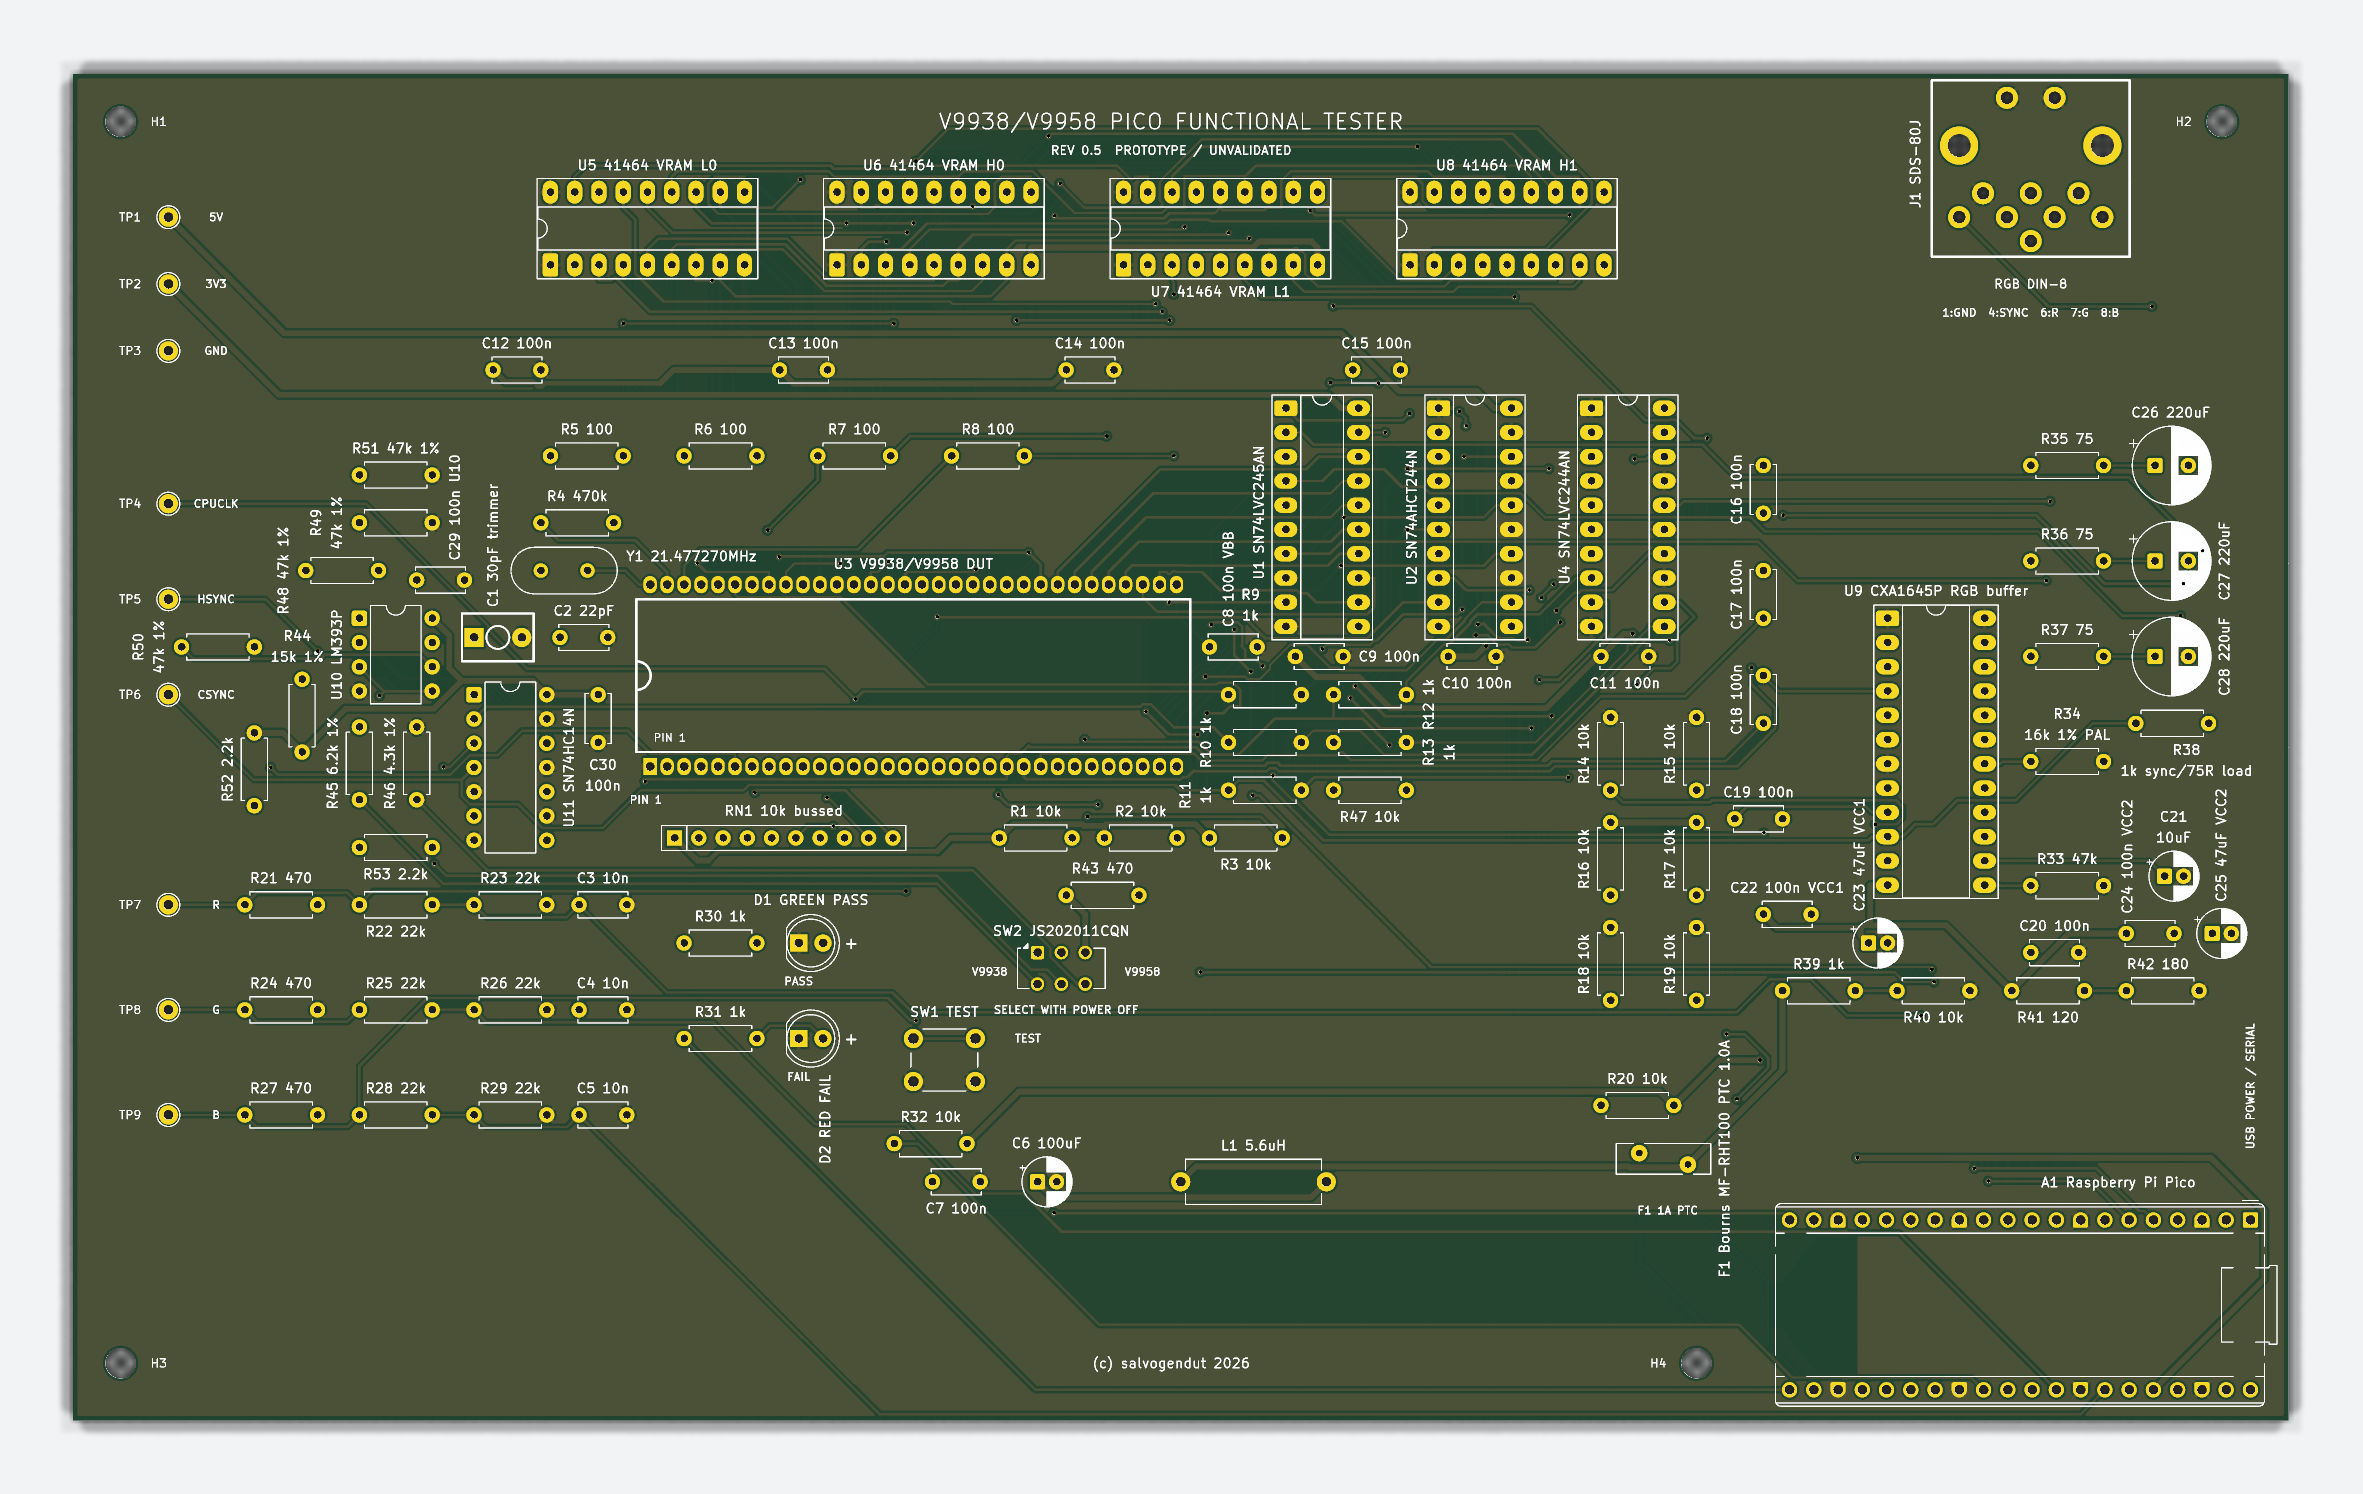 V9938/V9958 PICO FUNCTIONAL TESTER
REV 0.5 PROTOTYPE / UNVALIDATED
H1
H2
J1 SDS-80J
U5 41464 VRAM L0
U6 41464 VRAM H0
U8 41464 VRAM H1
U7 41464 VRAM L1
RGB DIN-8
1:GND 4:SYNC 6:R 7:G 8:B
TP1 5V
TP2 3V3
TP3 GND
C12 100n
C13 100n
C14 100n
C15 100n
R51 47k 1%
R5 100
R6 100
R7 100
R8 100
C26 220uF
R35 75
TP4 CPUCLK
R49
47k 1%
C29 100n U10
C1 30pF trimmer
R4 470k
U1 SN74LVC245AN
U2 SN74AHCT244N
U4 SN74LVC244AN
C16 100n
R48 47k 1%
Y1 21.477270MHz
U3 V9938/V9958 DUT
C8 100n VBB
R36 75
C27 220uF
TP5 HSYNC
C2 22pF
R9
1k
C17 100n
U9 CXA1645P RGB buffer
R50
47k 1%
R44
15k 1%
U10 LM393P
R37 75
C28 220uF
C9 100n
C10 100n
C11 100n
TP6 CSYNC
R12 1k
C18 100n
R34
16k 1% PAL
R38
1k sync/75R load
R52 2.2k
R45 6.2k 1%
R46 4.3k 1%
U11 SN74HC14N
C30
100n
PIN 1
PIN 1
R10 1k
R13
1k
R14 10k
R15 10k
R11
1k
R47 10k
C19 100n
RN1 10k bussed
R1 10k
R2 10k
R3 10k
C23 47uF VCC1
C24 100n VCC2
C21
10uF
C25 47uF VCC2
R16 10k
R17 10k
R33 47k
R53 2.2k
R43 470
C22 100n VCC1
TP7 R
R21 470
R22 22k
R23 22k
C3 10n
D1 GREEN PASS
R30 1k
+
PASS
SW2 JS202011CQN
V9938
V9958
SELECT WITH POWER OFF
C20 100n
R18 10k
R19 10k
R39 1k
R40 10k
R41 120
R42 180
TP8 G
R24 470
R25 22k
R26 22k
C4 10n
R31 1k
+
FAIL
D2 RED FAIL
SW1 TEST
TEST
USB POWER / SERIAL
TP9 B
R27 470
R28 22k
R29 22k
C5 10n
R32 10k
R20 10k
C6 100uF
C7 100n
L1 5.6uH
F1 Bourns MF-RHT100 PTC 1.0A
F1 1A PTC
A1 Raspberry Pi Pico
H3
(c) salvogendut 2026
H4